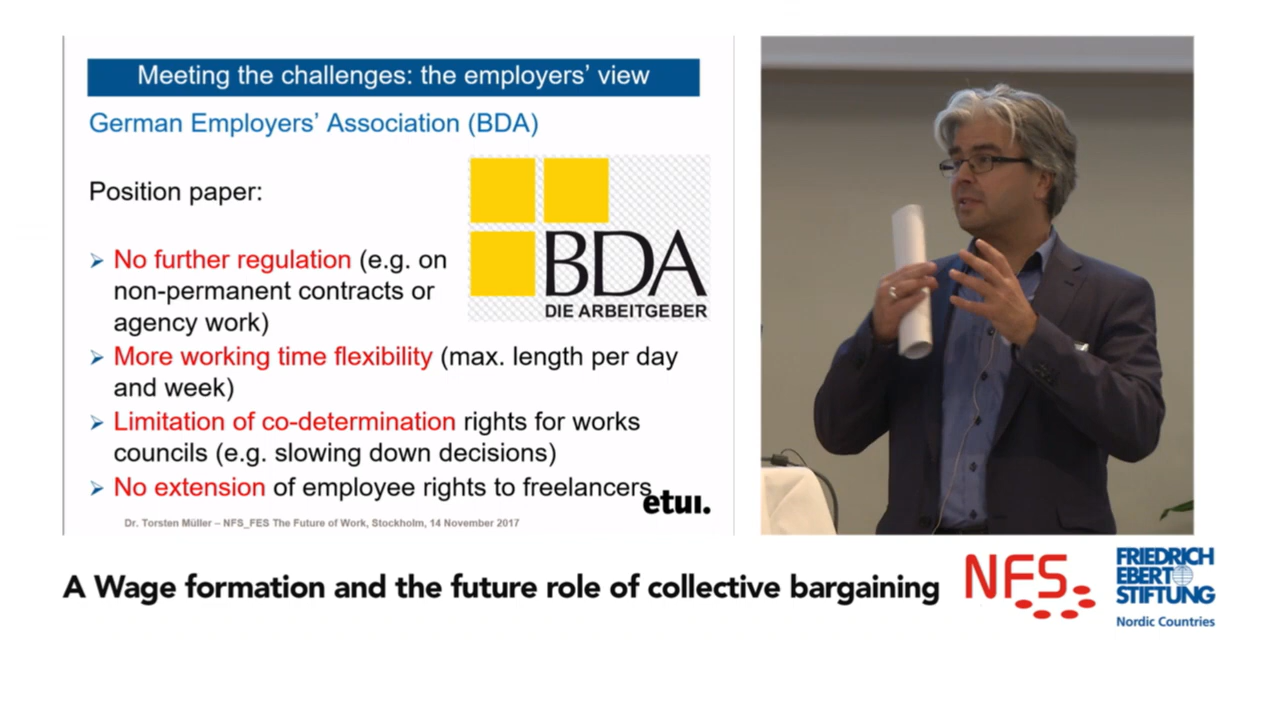 Meeting the challenges: the employers' view
German Employers' Association (BDA)
Position paper:
No further regulation (e.g. on
non-permanent contracts or
agency work)
More working time flexibility (max. length per day
and week)
Limitation of co-determination rights for works
councils (e.g. slowing down decisions)
No extension of employee rights to freelancers
BDA
DIE ARBEITGEBER
etui.
Dr. Torsten Müller – NFS_FES The Future of Work, Stockholm, 14 November 2017
A Wage formation and the future role of collective bargaining
NFS
FRIEDRICH
EBERT
STIFTUNG
Nordic Countries